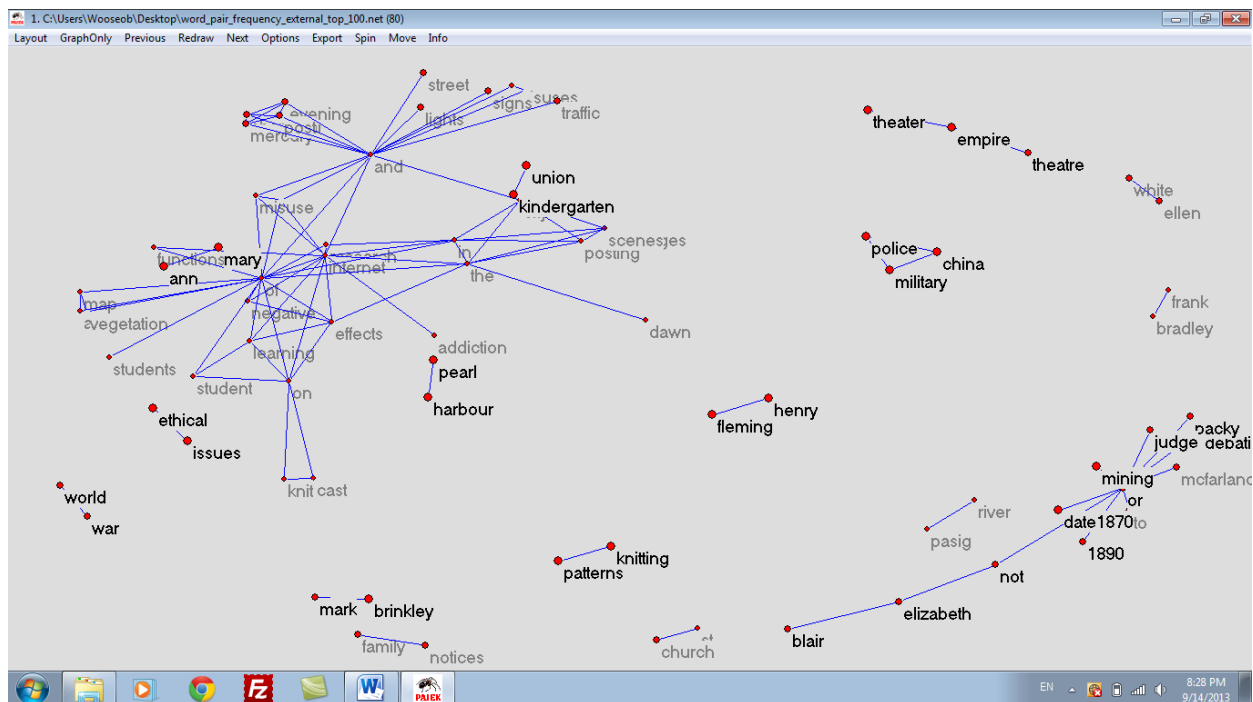 1. C:\Users\Wooseob\Desktop\word_pair_frequency_external_top_100.net (80)
Layout GraphOnly Previous Redraw Next Options Export Spin Move Info
street
signs
lights
traffic
evening
mercury
and
theater
empire
theatre
union
kindergarten
white
ellen
misuse
police
china
military
in
the
scenes
functions
mary
ann
internet
of
negative
map
vegetation
effects
dawn
frank
bradley
learning
addiction
students
student
on
pearl
harbour
henry
fleming
ethical
issues
judge
mining
mcfarland
or
knit cast
world
war
date 1870 to
1890
river
pasig
knitting
patterns
not
elizabeth
blair
mark
brinkley
family
notices
church
st
PAJEK
EN
8:28 PM
9/14/2013